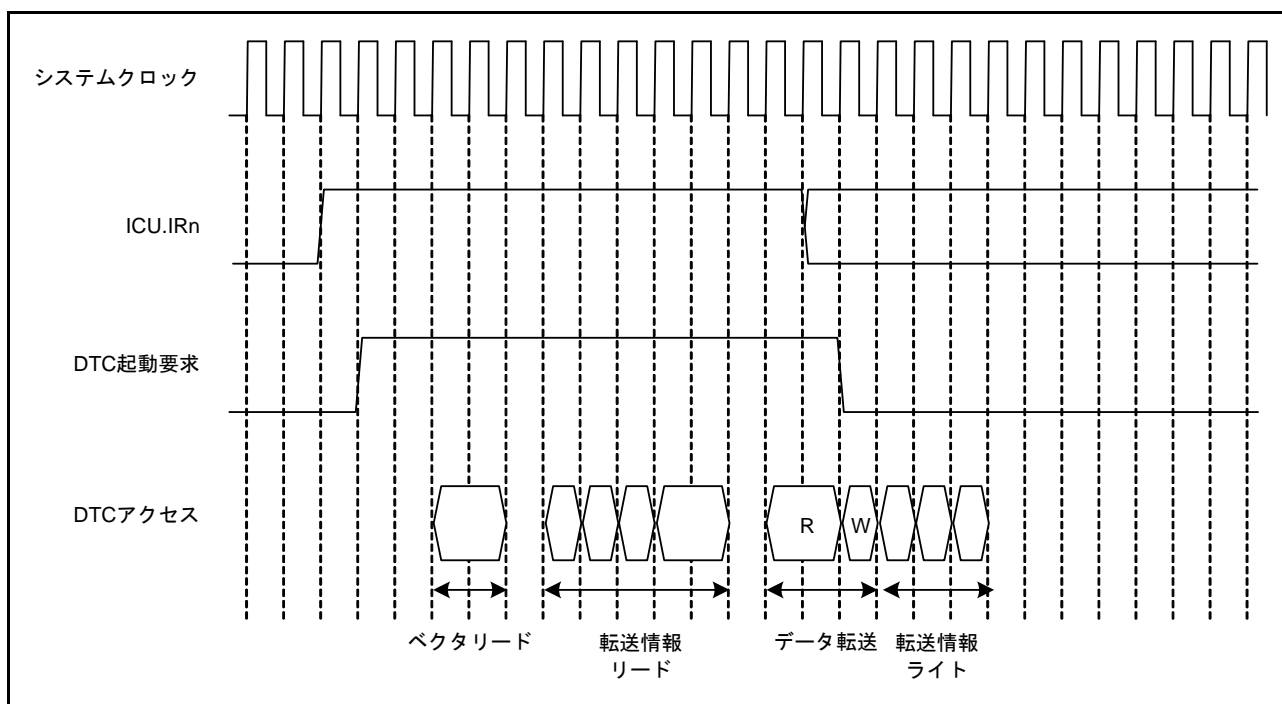 システムクロック
ICU.IRn
DTC起動要求
DTCアクセス
R
W
ベクタリード
転送情報
リード
データ転送
転送情報
ライト